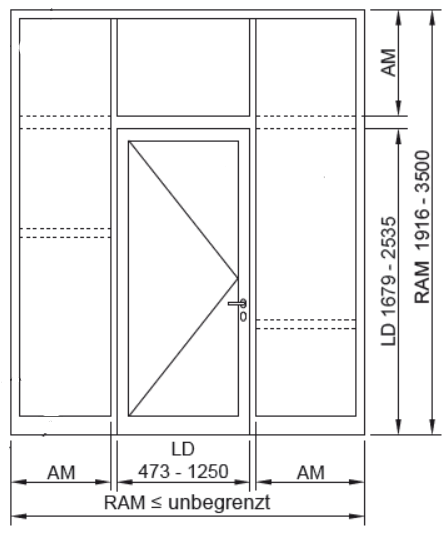 AM
LD 1679 - 2535
RAM 1916 - 3500
LD
473 - 1250
AM
AM
RAM ≤ unbegrenzt